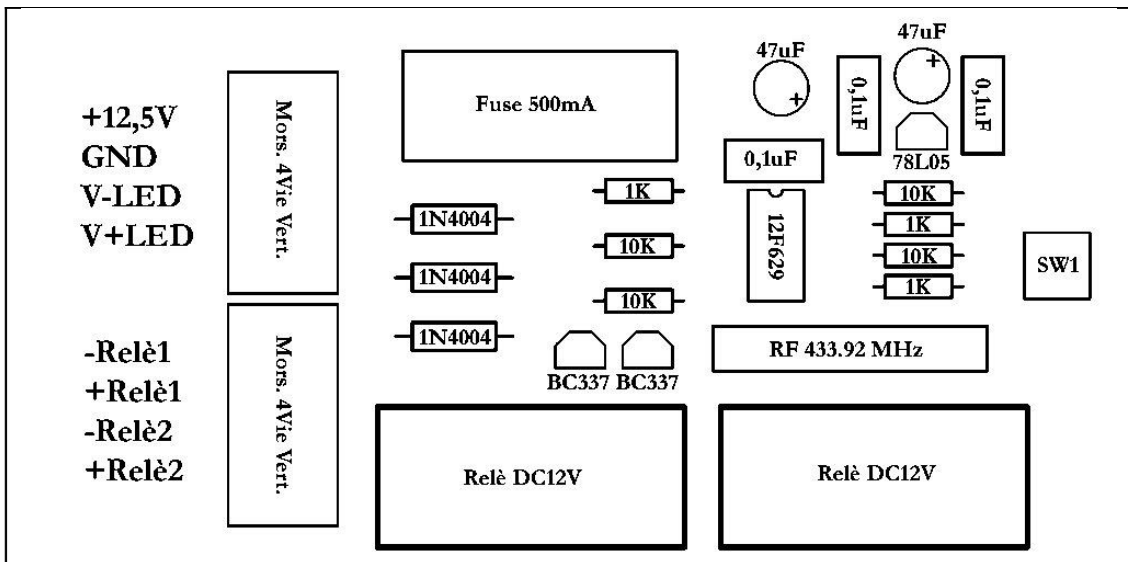 +12,5V
GND
V-LED
V+LED
-Relè1
+Relè1
-Relè2
+Relè2
Mors. 4Vie Vert.
Mors. 4Vie Vert.
Fuse 500mA
1N4004
1N4004
1N4004
1K
10K
10K
BC337 BC337
47uF
47uF
0,1uF
0,1uF
0,1uF
78L05
12F629
10K
1K
10K
1K
SW1
RF 433.92 MHz
Relè DC12V
Relè DC12V